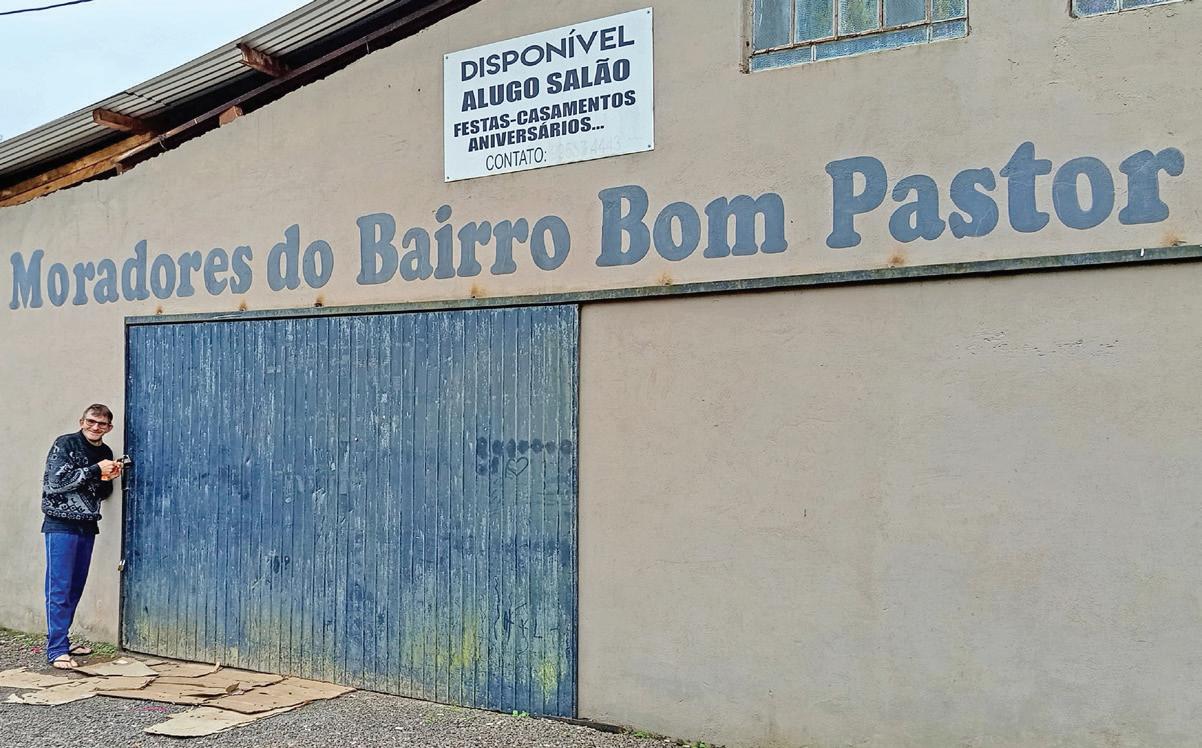 DISPONÍVEL
ALUGO SALÃO
FESTAS-CASAMENTOS
ANIVERSÁRIOS...
CONTATO:
Moradores do Bairro Bom Pastor